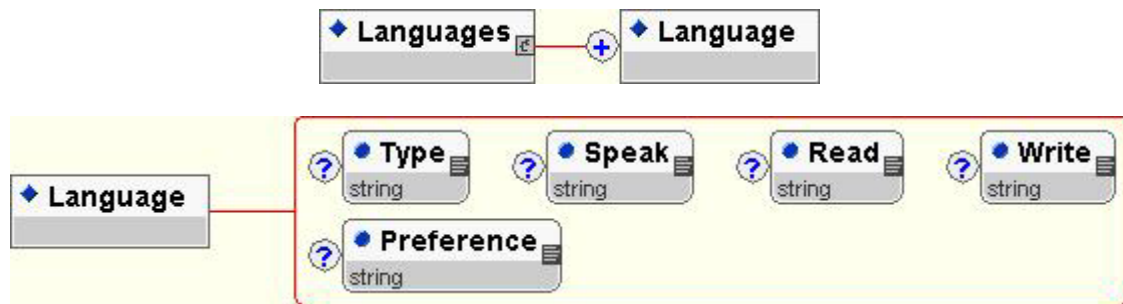 Languages + Language
? Type ? Speak ? Read ? Write
string string string string
Language
? Preference
string